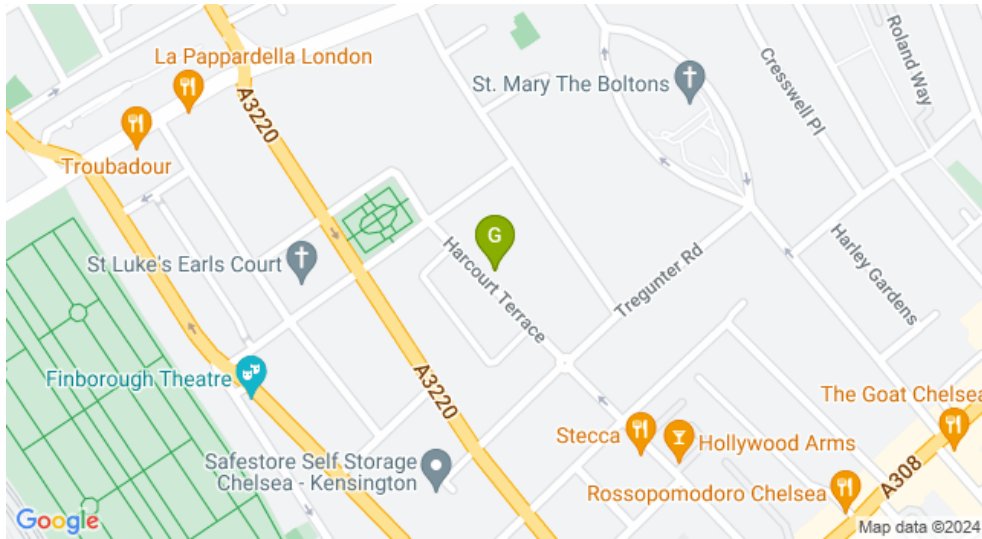 La Pappardella London
Troubadour
A3220
St. Mary The Boltons
Cresswell Pl
Roland Way
G
St Luke's Earls Court
Harcourt Terrace
Tregunter Rd
Harley Gardens
Finborough Theatre
A3220
The Goat Chelsea
Stecca
Hollywood Arms
Safestore Self Storage
Chelsea - Kensington
Rossopomodoro Chelsea
A308
Google
Map data ©2024